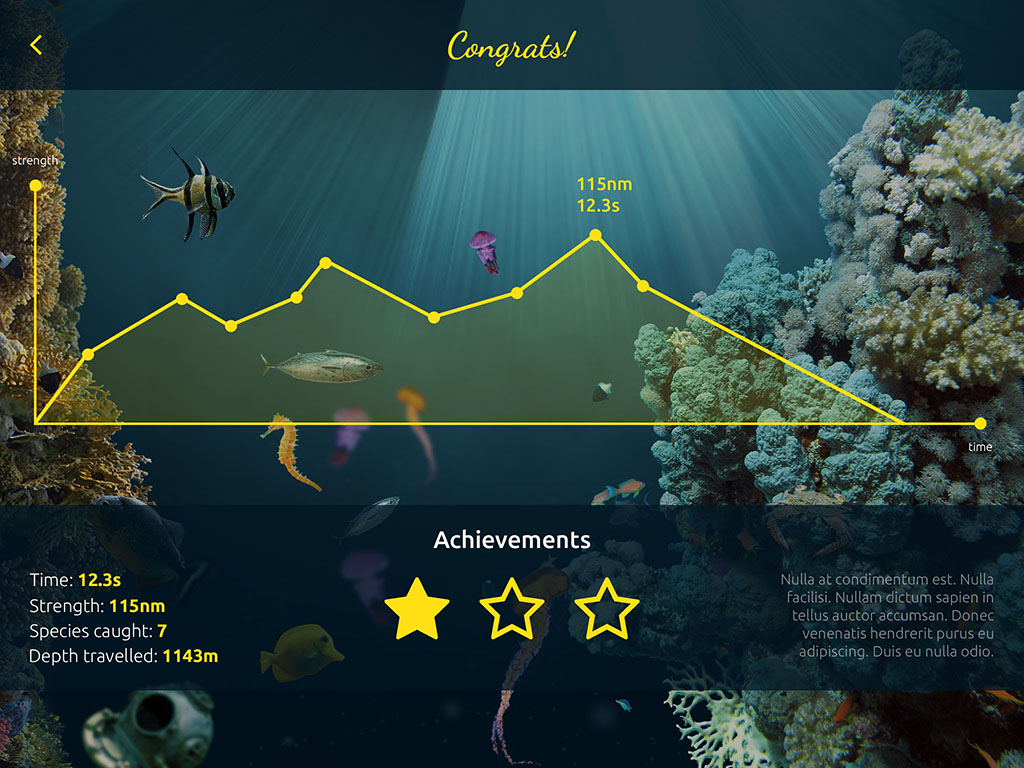 Congrats!
strength
115nm
12.3s
time
Achievements
Time: 12.3s
Strength: 115nm
Species caught: 7
Depth travelled: 1143m
Nulla at condimentum est. Nulla
facilisi. Nullam dictum sapien in
tellus auctor accumsan. Donec
venenatis hendrerit purus eu
adipiscing. Duis eu nulla odio.